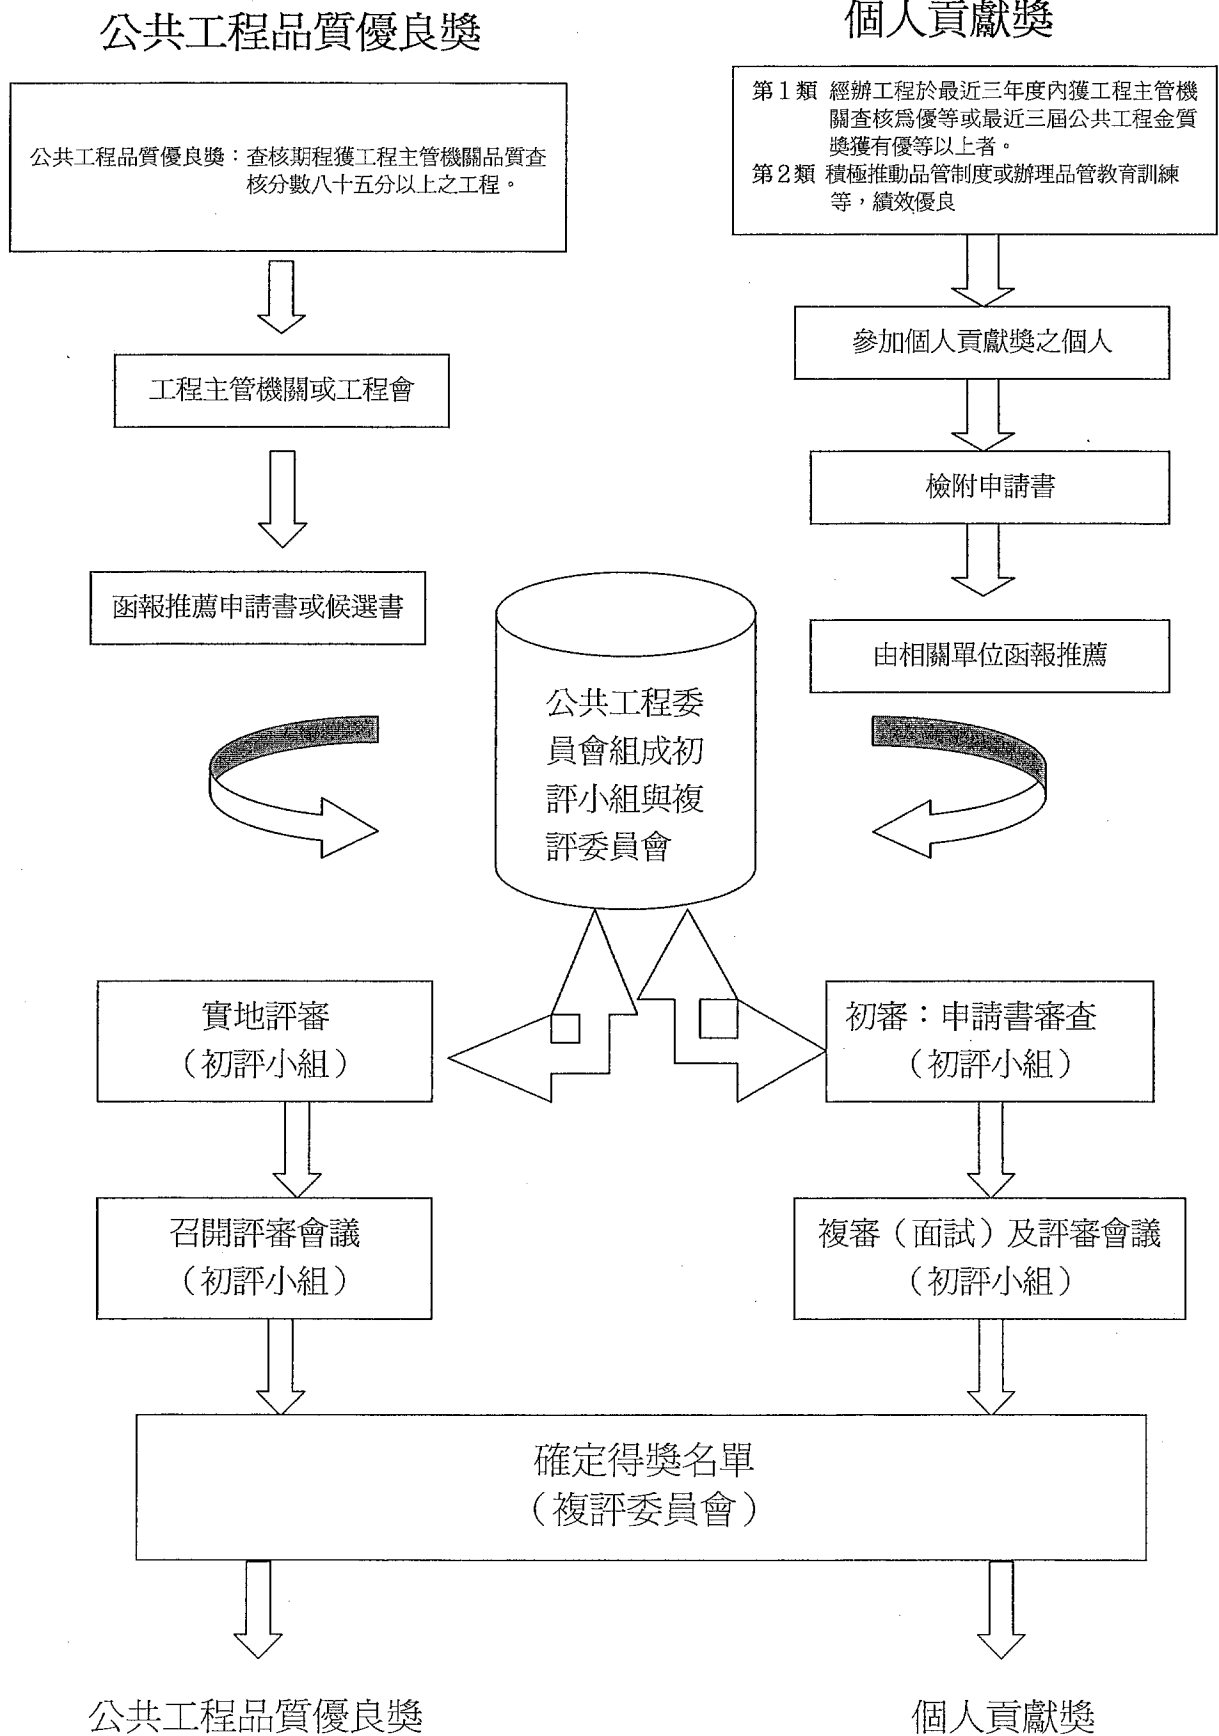 公共工程品質優良獎
個人貢獻獎
公共工程品質優良獎：查核期程獲工程主管機關品質查
核分數八十五分以上之工程。
第1類 經辦工程於最近三年度內獲工程主管機
關查核為優等或最近三屆公共工程金質
獎獲有優等以上者。
第2類 積極推動品管制度或辦理品管教育訓練
等，績效優良
工程主管機關或工程會
參加個人貢獻獎之個人
檢附申請書
函報推薦申請書或候選書
由相關單位函報推薦
公共工程委
員會組成初
評小組與複
評委員會
實地評審
（初評小組）
初審：申請書審查
（初評小組）
召開評審會議
（初評小組）
複審（面試）及評審會議
（初評小組）
確定得獎名單
（複評委員會）
公共工程品質優良獎
個人貢獻獎